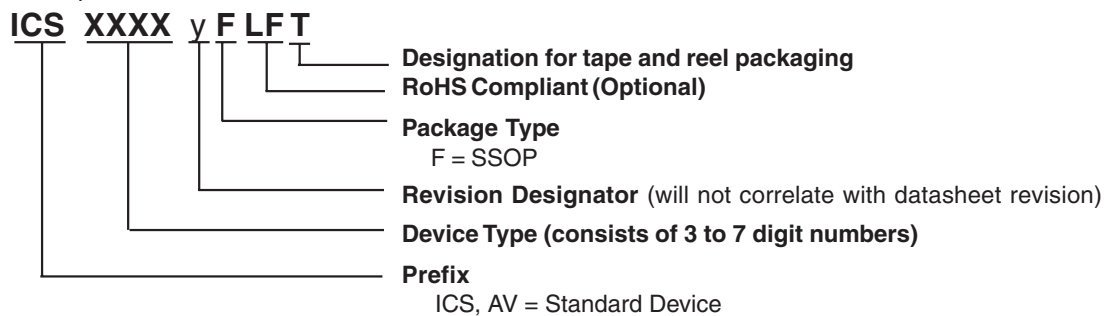 ICS XXXX y F LF T
Designation for tape and reel packaging
RoHS Compliant (Optional)
Package Type
F = SSOP
Revision Designator (will not correlate with datasheet revision)
Device Type (consists of 3 to 7 digit numbers)
Prefix
ICS, AV = Standard Device